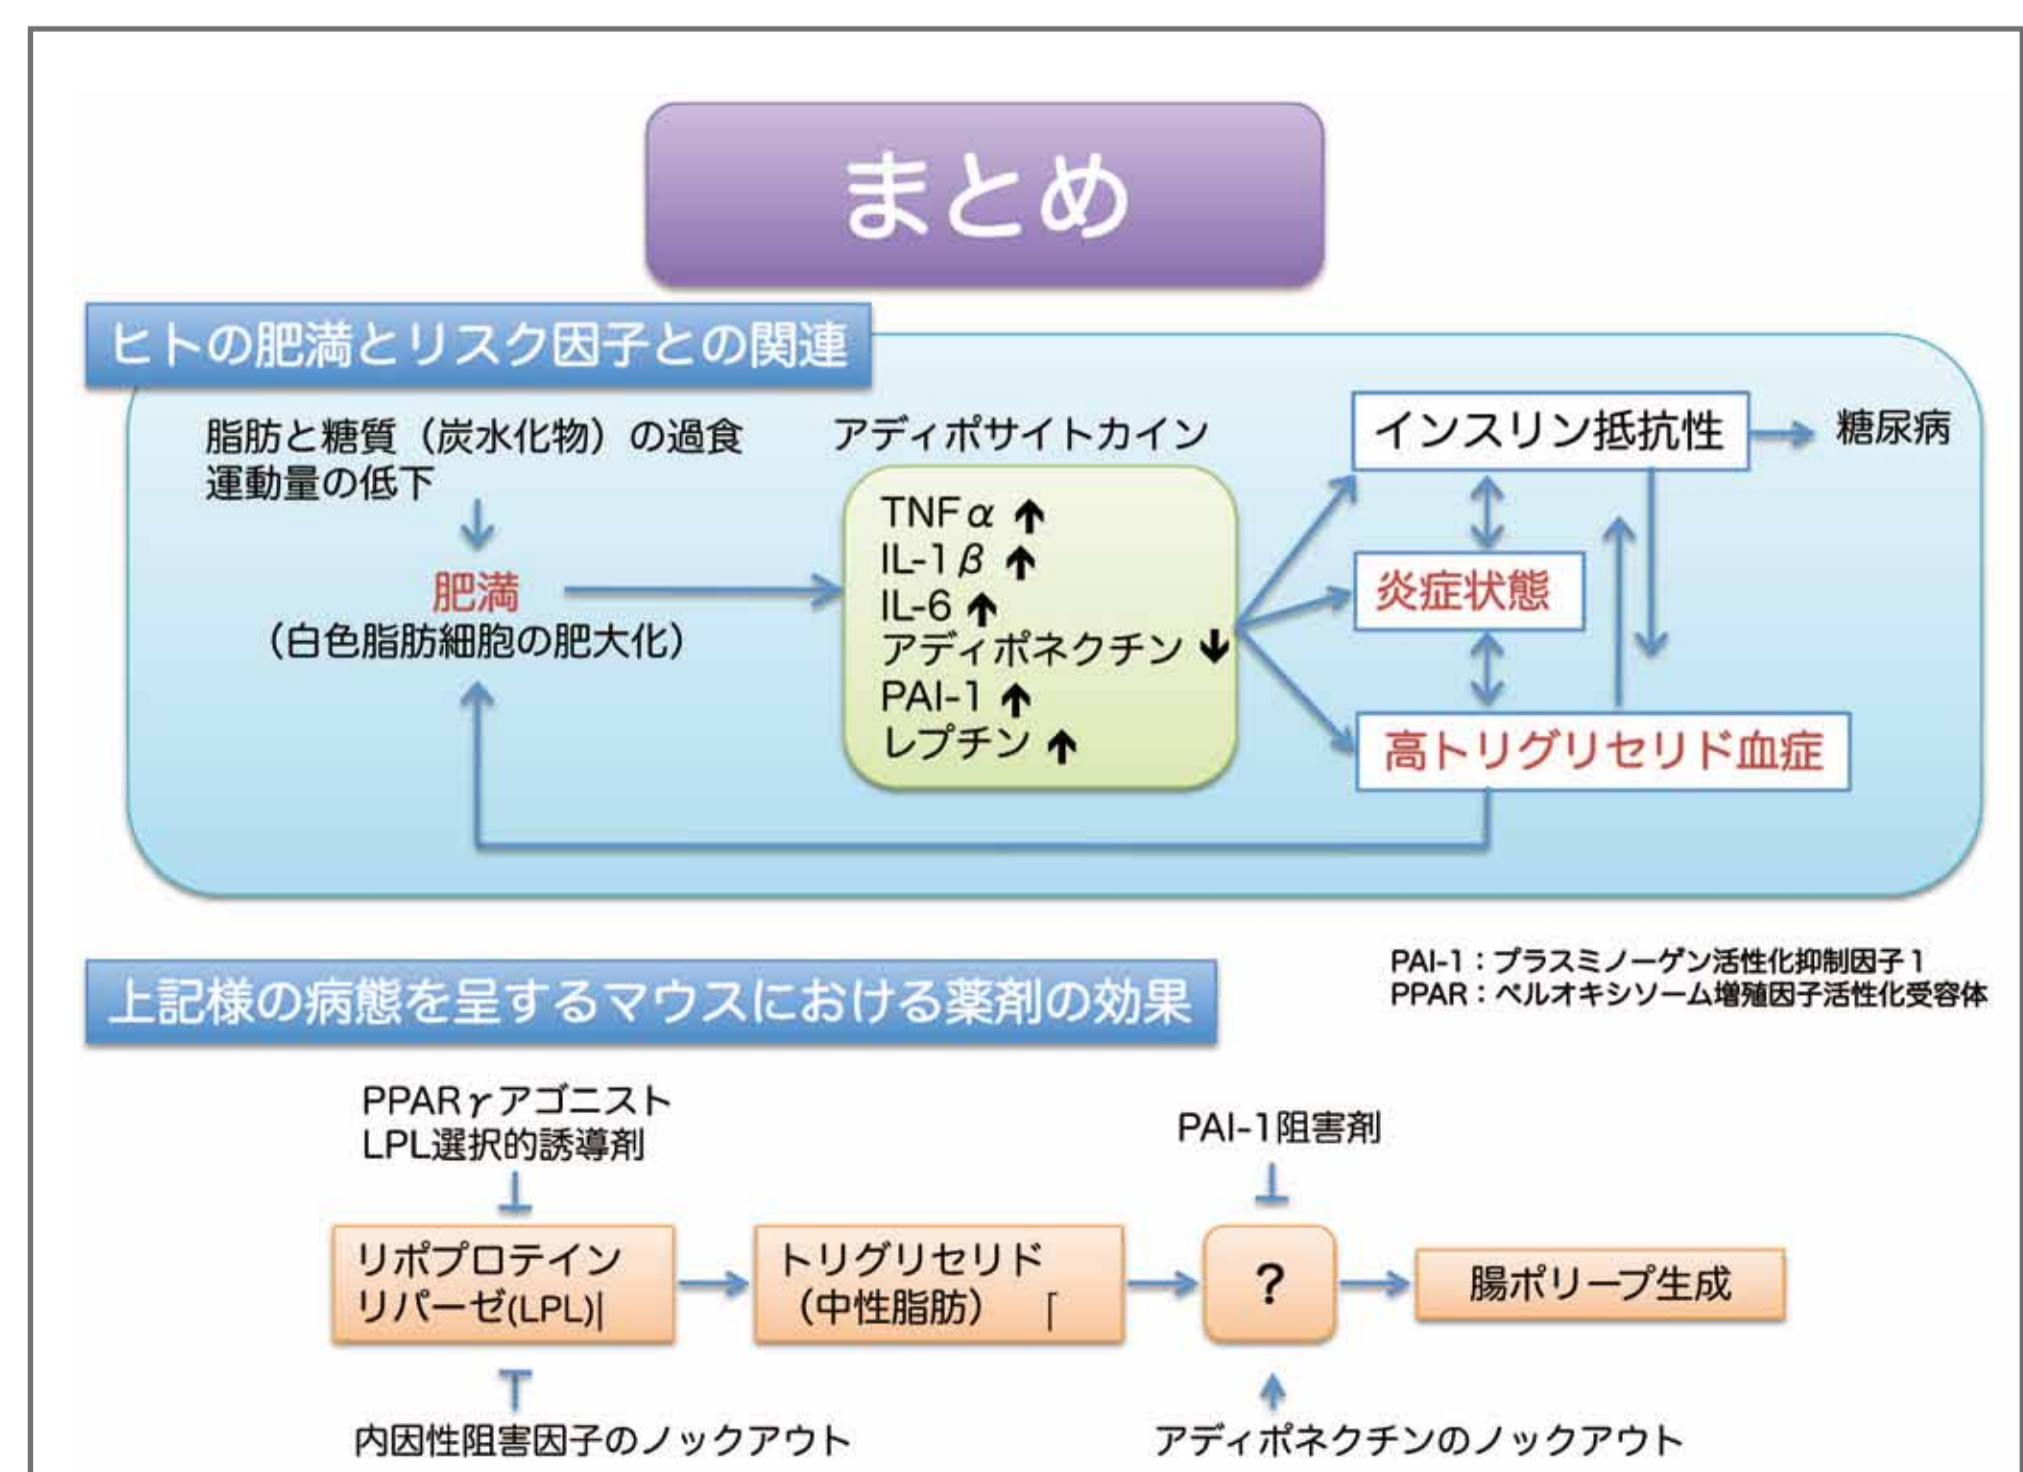 まとめ
ヒトの肥満とリスク因子との関連
脂肪と糖質（炭水化物）の過食
運動量の低下
肥満
（白色脂肪細胞の肥大化）
アディポサイトカイン
TNFα ↑
IL-1β ↑
IL-6 ↑
アディポネクチン ↓
PAI-1 ↑
レプチン ↑
インスリン抵抗性
糖尿病
炎症状態
高トリグリセリド血症
PAI-1：プラスミノーゲン活性化抑制因子1
PPAR：ペルオキシソーム増殖因子活性化受容体
上記様の病態を呈するマウスにおける薬剤の効果
PPARγアゴニスト
LPL選択的誘導剤
PAI-1阻害剤
リポプロテイン
リパーゼ(LPL)|
トリグリセリド
（中性脂肪）「
？
腸ポリープ生成
内因性阻害因子のノックアウト
アディポネクチンのノックアウト